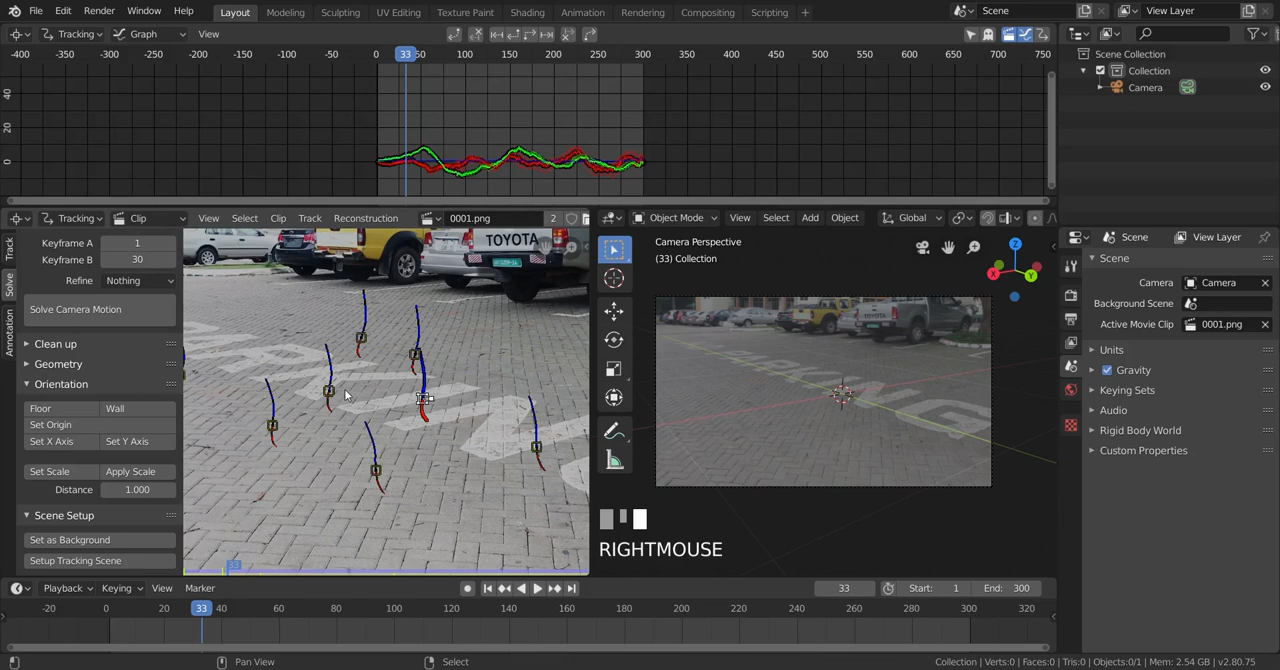 File Edit Render Window Help Layout Modeling Sculpting UV Editing Texture Paint Shading Animation Rendering Compositing Scripting + Scene View Layer
Tracking Graph View
-400 -350 -300 -250 -200 -150 -100 -50 0 33 50 100 150 200 250 300 350 400 450 500 550 600 650 700 750
40
20
0
Scene Collection
Collection
Camera
Tracking Clip View Select Clip Track Reconstruction 0001.png 2
Object Mode View Select Add Object Global
Scene View Layer
Track
Solve
Annotation
Keyframe A 1
Keyframe B 30
Refine Nothing
Solve Camera Motion
Clean up
Geometry
Orientation
Floor Wall
Set Origin
Set X Axis Set Y Axis
Set Scale Apply Scale
Distance 1.000
Scene Setup
Set as Background
Setup Tracking Scene
TOYOTA
33
Camera Perspective
(33) Collection
Z
X
Y
PARKING
RIGHTMOUSE
Scene
Camera Camera
Background Scene
Active Movie Clip 0001.png
Units
Gravity
Keying Sets
Audio
Rigid Body World
Custom Properties
Playback Keying View Marker 33 Start: 1 End: 300
-20 0 20 33 40 60 80 100 120 140 160 180 200 220 240 260 280 300 320
Pan View Select Collection | Verts:0 | Faces:0 | Tris:0 | Objects:0/1 | Mem: 2.54 GB | v2.80.75